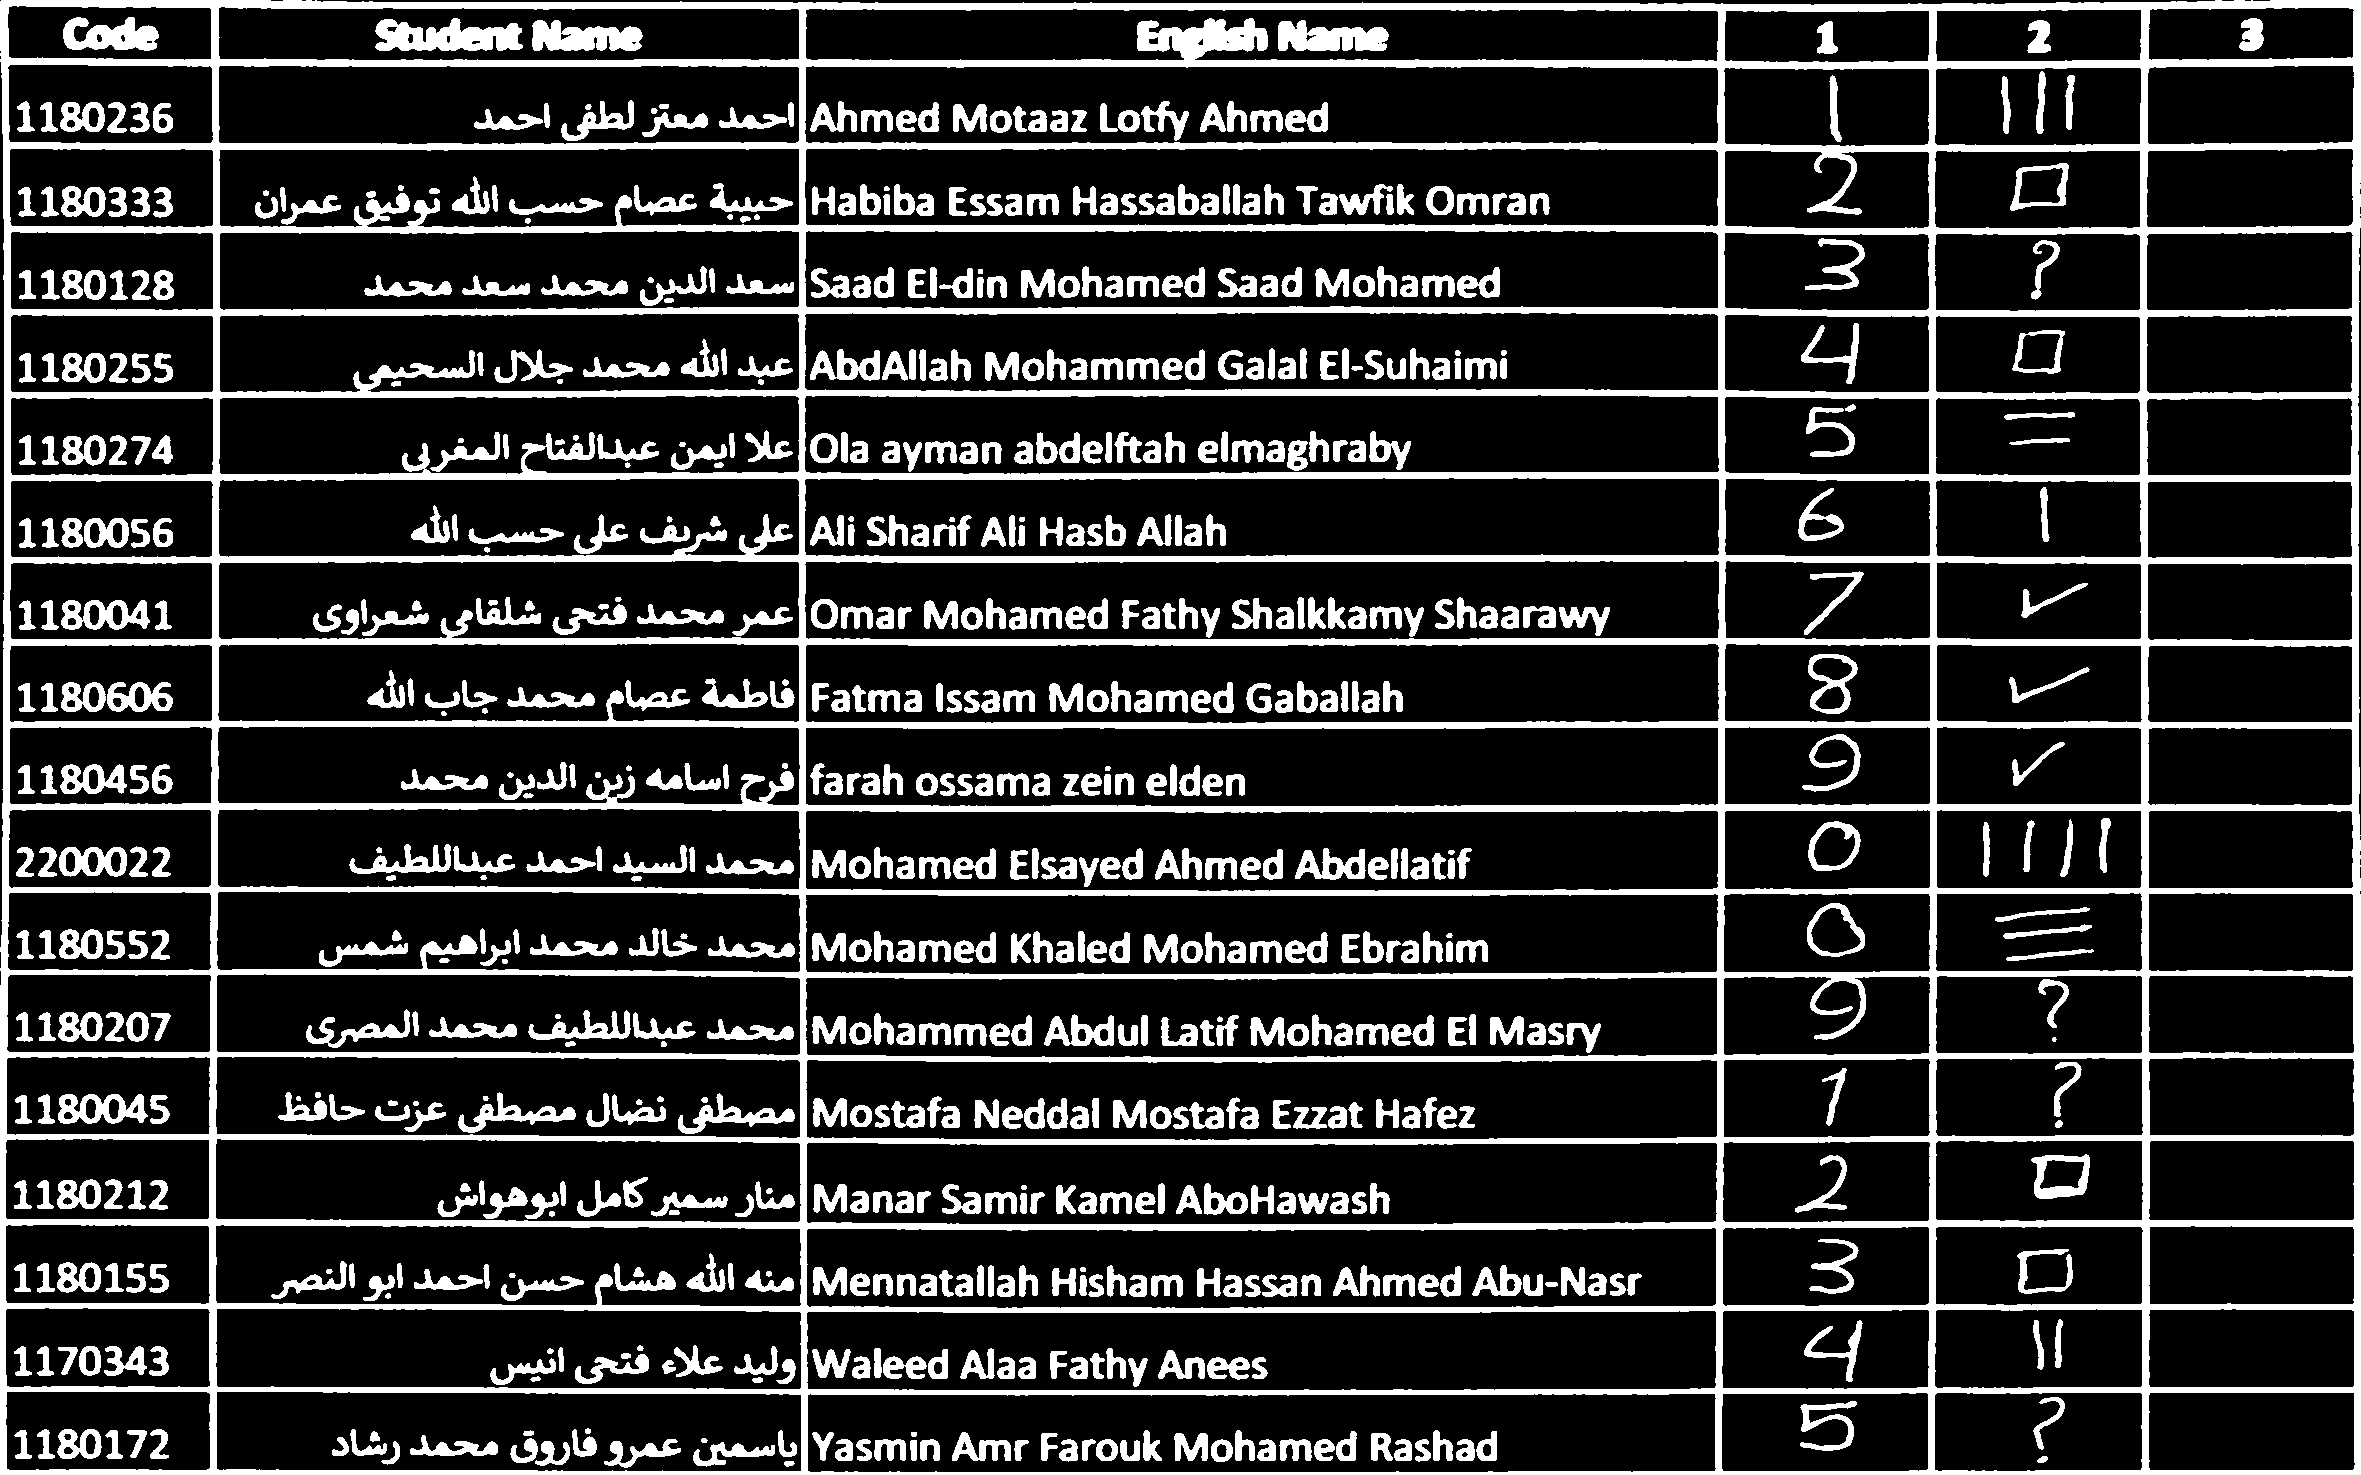 Code Student Name English Name 1 2 3
1180236 احمد معتز لطفى احمد Ahmed Motaaz Lotfy Ahmed 1 |||
1180333 حبيبة عصام حسب الله توفيق عمران Habiba Essam Hassaballah Tawfik Omran 2 □
1180128 سعد الدين محمد سعد محمد Saad El-din Mohamed Saad Mohamed 3 ?
1180255 عبد الله محمد جلال السحيمي AbdAllah Mohammed Galal El-Suhaimi 4 □
1180274 علا ايمن عبدالفتاح المغربى Ola ayman abdelftah elmaghraby 5 =
1180056 على شريف على حسب الله Ali Sharif Ali Hasb Allah 6 |
1180041 عمر محمد فتحى شلقامي شعراوى Omar Mohamed Fathy Shalkkamy Shaarawy 7 ✓
1180606 فاطمة عصام محمد جاب الله Fatma Issam Mohamed Gaballah 8 ✓
1180456 فرح اسامه زين الدين محمد farah ossama zein elden 9 ✓
2200022 محمد السيد احمد عبداللطيف Mohamed Elsayed Ahmed Abdellatif 0 ||||
1180552 محمد خالد محمد ابراهيم شمس Mohamed Khaled Mohamed Ebrahim 0 ≡
1180207 محمد عبداللطيف محمد المصرى Mohammed Abdul Latif Mohamed El Masry 9 ?
1180045 مصطفى نضال مصطفى عزت حافظ Mostafa Neddal Mostafa Ezzat Hafez 1 ?
1180212 منار سمير كامل ابوهواش Manar Samir Kamel AboHawash 2 □
1180155 منه الله هشام حسن احمد ابو النصر Mennatallah Hisham Hassan Ahmed Abu-Nasr 3 □
1170343 وليد علاء فتحى انيس Waleed Alaa Fathy Anees 4 ||
1180172 ياسمين عمرو فاروق محمد رشاد Yasmin Amr Farouk Mohamed Rashad 5 ?